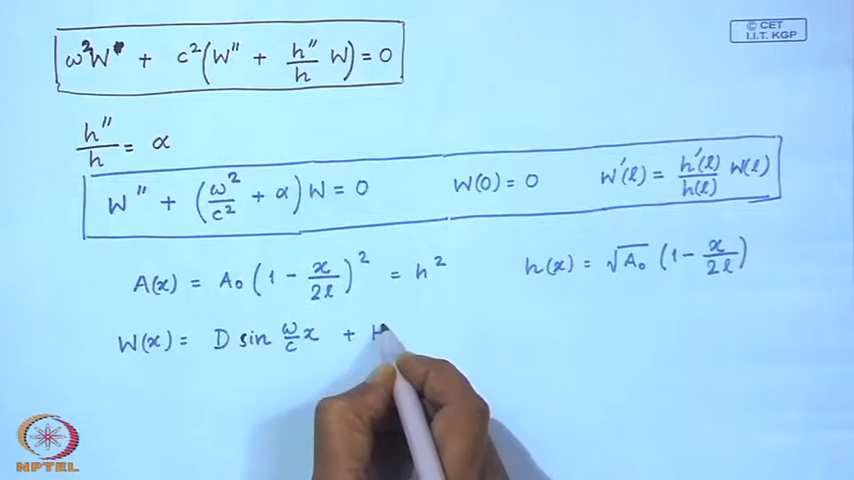 © CET
I.I.T. KGP
ω²W + c²(W'' + h''/h W) = 0
h''/h = α
W'' + (ω²/c² + α)W = 0 W(0) = 0 W'(l) = h'(l)/h(l) W(l)
A(x) = A₀(1 - x/2l)² = h² h(x) = √A₀ (1 - x/2l)
W(x) = D sin ω/c x + H
NPTEL